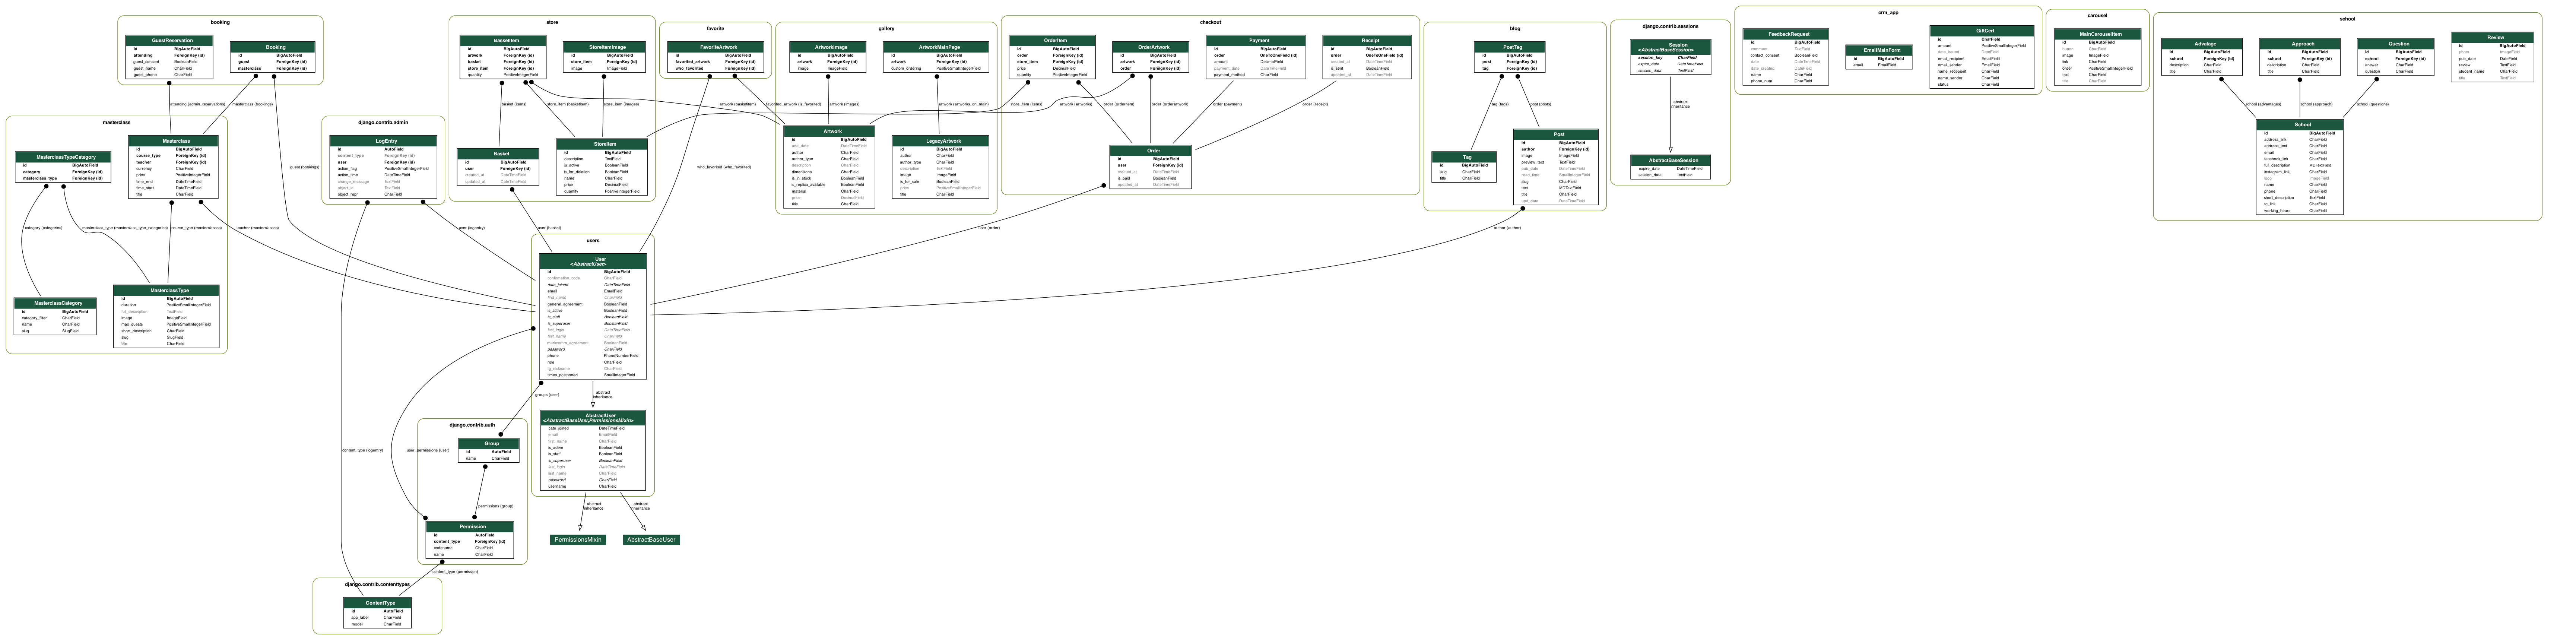 booking
GuestReservation
id BigAutoField
attending ForeignKey (id)
guest_consent BooleanField
guest_name CharField
guest_phone CharField
Booking
id BigAutoField
guest ForeignKey (id)
masterclass ForeignKey (id)
attending (admin_reservations)
masterclass (bookings)
guest (bookings)
store
BasketItem
id BigAutoField
artwork ForeignKey (id)
basket ForeignKey (id)
store_item ForeignKey (id)
quantity PositiveIntegerField
StoreItemImage
id BigAutoField
store_item ForeignKey (id)
image ImageField
basket (items)
store_item (basketitem)
store_item (images)
Basket
id BigAutoField
user ForeignKey (id)
created_at DateTimeField
updated_at DateTimeField
StoreItem
id BigAutoField
description TextField
is_active BooleanField
is_for_deletion BooleanField
name CharField
price DecimalField
quantity PositiveIntegerField
favorite
FavoriteArtwork
id BigAutoField
favorited_artwork ForeignKey (id)
who_favorited ForeignKey (id)
artwork (basketitem)
favorited_artwork (is_favorited)
who_favorited (who_favorited)
gallery
ArtworkImage
id BigAutoField
artwork ForeignKey (id)
image ImageField
ArtworkMainPage
id BigAutoField
artwork ForeignKey (id)
custom_ordering PositiveSmallIntegerField
artwork (images)
artwork (artworks_on_main)
Artwork
id BigAutoField
add_date DateTimeField
author CharField
author_type CharField
description CharField
dimensions CharField
is_in_stock BooleanField
is_replica_available BooleanField
material CharField
price DecimalField
title CharField
LegacyArtwork
id BigAutoField
author CharField
author_type CharField
description TextField
image ImageField
is_for_sale BooleanField
price PositiveSmallIntegerField
title CharField
checkout
OrderItem
id BigAutoField
order ForeignKey (id)
store_item ForeignKey (id)
price DecimalField
quantity PositiveIntegerField
OrderArtwork
id BigAutoField
artwork ForeignKey (id)
order ForeignKey (id)
Payment
id BigAutoField
order OneToOneField (id)
amount DecimalField
payment_date DateTimeField
payment_method CharField
Receipt
id BigAutoField
order OneToOneField (id)
created_at DateTimeField
is_sent BooleanField
updated_at DateTimeField
store_item (items)
artwork (artworks)
order (orderitem)
order (orderartwork)
order (payment)
order (receipt)
Order
id BigAutoField
user ForeignKey (id)
created_at DateTimeField
is_paid BooleanField
updated_at DateTimeField
blog
PostTag
id BigAutoField
post ForeignKey (id)
tag ForeignKey (id)
tag (tags)
post (posts)
Tag
id BigAutoField
slug CharField
title CharField
Post
id BigAutoField
author ForeignKey (id)
image ImageField
preview_text TextField
pub_date DateTimeField
read_time SmallIntegerField
slug CharField
text MDTextField
title CharField
upd_date DateTimeField
django.contrib.sessions
Session
<AbstractBaseSession>
session_key CharField
expire_date DateTimeField
session_data TextField
abstract
inheritance
AbstractBaseSession
expire_date DateTimeField
session_data TextField
crm_app
FeedbackRequest
id BigAutoField
comment TextField
contact_consent BooleanField
date DateTimeField
date_created DateField
name CharField
phone_num CharField
EmailMainForm
id BigAutoField
email EmailField
GiftCert
id CharField
amount PositiveSmallIntegerField
date_issued DateField
email_recipient EmailField
email_sender EmailField
name_recipient CharField
name_sender CharField
status CharField
carousel
MainCarouselItem
id BigAutoField
author CharField
image ImageField
link CharField
order PositiveSmallIntegerField
text CharField
title CharField
school
Advatage
id BigAutoField
school ForeignKey (id)
description CharField
title CharField
Approach
id BigAutoField
school ForeignKey (id)
description CharField
title CharField
Question
id BigAutoField
school ForeignKey (id)
answer CharField
question CharField
Review
id BigAutoField
photo ImageField
pub_date DateField
review TextField
student_name CharField
title TextField
school (advantages)
school (approach)
school (questions)
School
id BigAutoField
address_link CharField
address_text CharField
email CharField
facebook_link CharField
full_description MDTextField
instagram_link CharField
logo ImageField
name CharField
phone CharField
short_description TextField
tg_link CharField
working_hours CharField
masterclass
MasterclassTypeCategory
id BigAutoField
category ForeignKey (id)
masterclass_type ForeignKey (id)
Masterclass
id BigAutoField
course_type ForeignKey (id)
teacher ForeignKey (id)
currency CharField
price PositiveIntegerField
time_end DateTimeField
time_start DateTimeField
title CharField
category (categories)
masterclass_type (masterclass_type_categories)
course_type (masterclasses)
teacher (masterclasses)
MasterclassCategory
id BigAutoField
category_filter CharField
name CharField
slug SlugField
MasterclassType
id BigAutoField
duration PositiveSmallIntegerField
full_description TextField
image ImageField
max_guests PositiveSmallIntegerField
short_description CharField
slug SlugField
title CharField
django.contrib.admin
LogEntry
id AutoField
content_type ForeignKey (id)
user ForeignKey (id)
action_flag PositiveSmallIntegerField
action_time DateTimeField
change_message TextField
object_id TextField
object_repr CharField
user (logentry)
user (basket)
user (order)
author (author)
users
User
<AbstractUser>
id BigAutoField
confirmation_code CharField
date_joined DateTimeField
email EmailField
first_name CharField
general_agreement BooleanField
is_active BooleanField
is_staff BooleanField
is_superuser BooleanField
last_login DateTimeField
last_name CharField
markcomm_agreement BooleanField
password CharField
phone PhoneNumberField
role CharField
tg_nickname CharField
times_postponed SmallIntegerField
groups (user)
abstract
inheritance
AbstractUser
<AbstractBaseUser,PermissionsMixin>
date_joined DateTimeField
email EmailField
first_name CharField
is_active BooleanField
is_staff BooleanField
is_superuser BooleanField
last_login DateTimeField
last_name CharField
password CharField
username CharField
abstract
inheritance
abstract
inheritance
PermissionsMixin
AbstractBaseUser
django.contrib.auth
Group
id AutoField
name CharField
content_type (logentry)
user_permissions (user)
permissions (group)
Permission
id AutoField
content_type ForeignKey (id)
codename CharField
name CharField
content_type (permission)
django.contrib.contenttypes
ContentType
id AutoField
app_label CharField
model CharField